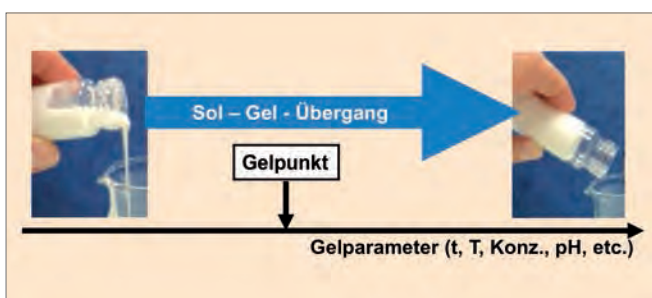 Sol – Gel - Übergang
Gelpunkt
Gelparameter (t, T, Konz., pH, etc.)